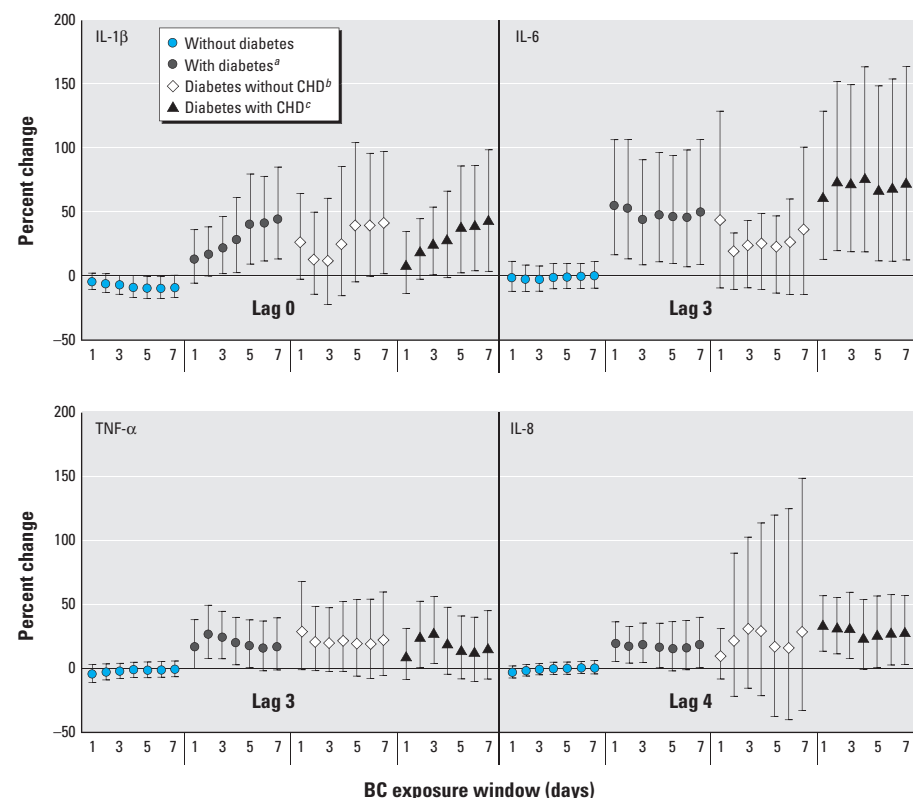 200
150
100
50
0
–50
Percent change
IL-1β
Without diabetes
With diabetesᵃ
Diabetes without CHDᵇ
Diabetes with CHDᶜ
Lag 0
IL-6
Lag 3
1 3 5 7 1 3 5 7 1 3 5 7 1 3 5 7 1 3 5 7 1 3 5 7 1 3 5 7 1 3 5 7
200
150
100
50
0
–50
Percent change
TNF-α
Lag 3
IL-8
Lag 4
1 3 5 7 1 3 5 7 1 3 5 7 1 3 5 7 1 3 5 7 1 3 5 7 1 3 5 7 1 3 5 7
BC exposure window (days)